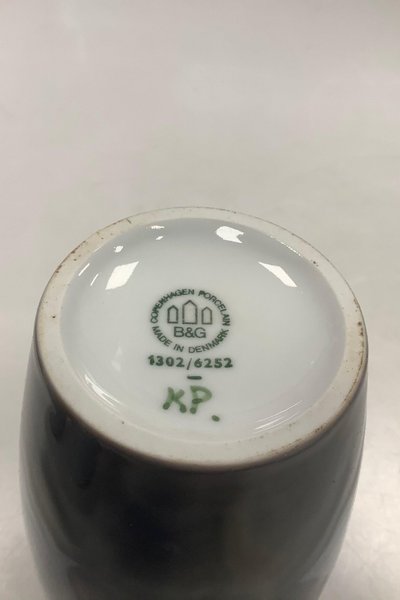 COPENHAGEN PORCELAIN
B&G
MADE IN DENMARK
1302/6252
KP.